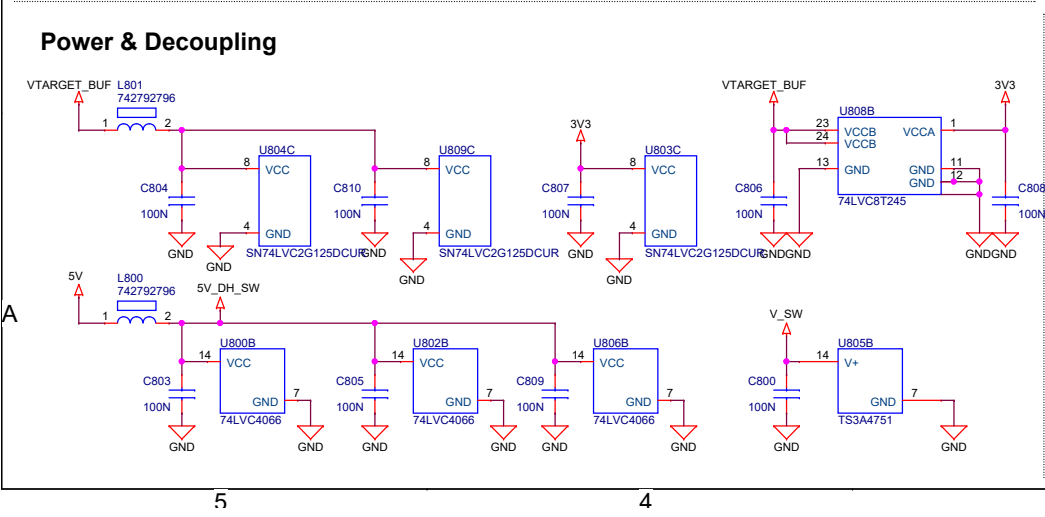 Power & Decoupling
VTARGET_BUF
L801
742792796
1
2
U804C
8
VCC
C804
100N
4
GND
SN74LVC2G125DCUR
GND
GND
U809C
8
VCC
C810
100N
4
GND
SN74LVC2G125DCUR
GND
GND
3V3
U803C
8
VCC
C807
100N
4
GND
SN74LVC2G125DCUR
GND
GND
VTARGET_BUF
3V3
U808B
23
VCCB
24
VCCB
VCCA
1
13
GND
GND
11
GND
12
C806
100N
74LVC8T245
C808
100N
GND
GND
GND
GND
5V
L800
742792796
1
2
5V_DH_SW
U800B
14
VCC
C803
100N
GND
7
74LVC4066
GND
GND
U802B
14
VCC
C805
100N
GND
7
74LVC4066
GND
GND
U806B
14
VCC
C809
100N
GND
7
74LVC4066
GND
GND
V_SW
U805B
14
V+
C800
100N
GND
7
TS3A4751
GND
GND
A
5
4